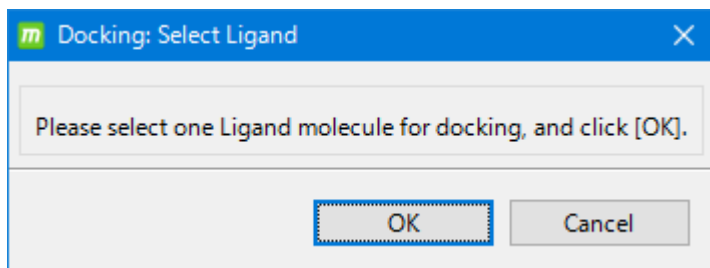 m Docking: Select Ligand
Please select one Ligand molecule for docking, and click [OK].
OK Cancel